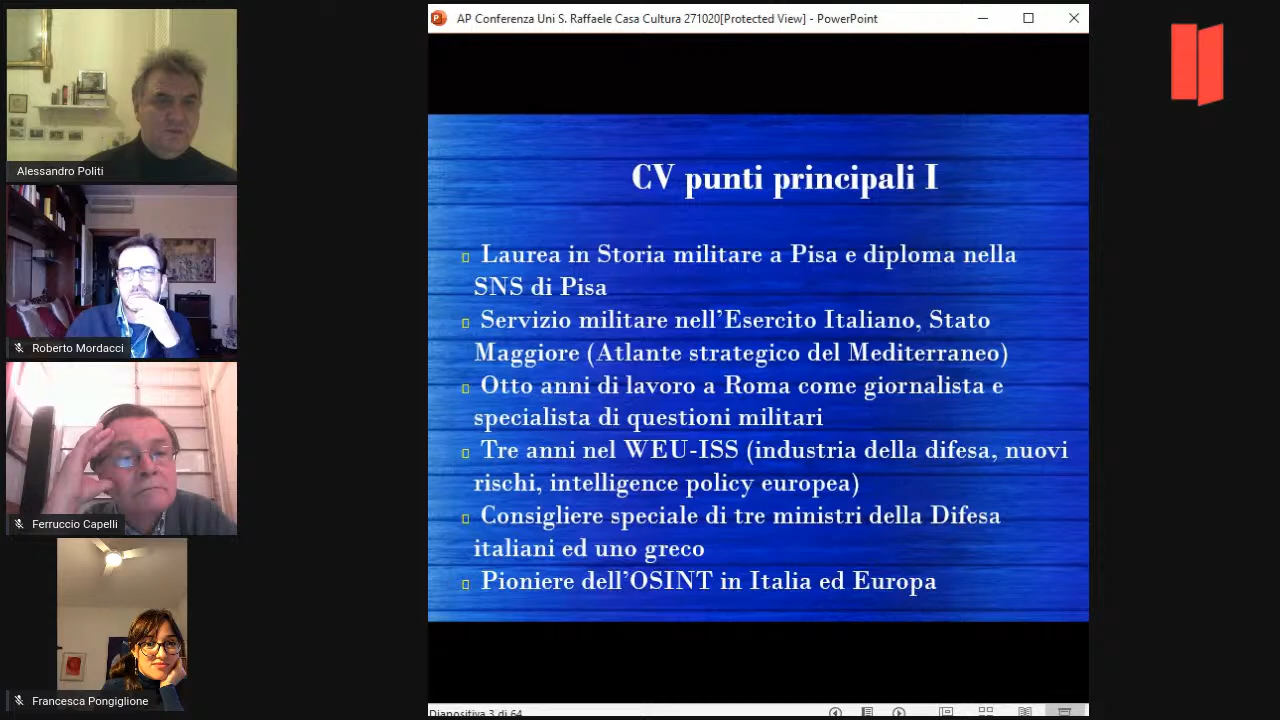 AP Conferenza Uni S. Raffaele Casa Cultura 271020[Protected View] - PowerPoint
Alessandro Politi
Roberto Mordacci
Ferruccio Capelli
Francesca Pongiglione
CV punti principali I
Laurea in Storia militare a Pisa e diploma nella
SNS di Pisa
Servizio militare nell'Esercito Italiano, Stato
Maggiore (Atlante strategico del Mediterraneo)
Otto anni di lavoro a Roma come giornalista e
specialista di questioni militari
Tre anni nel WEU-ISS (industria della difesa, nuovi
rischi, intelligence policy europea)
Consigliere speciale di tre ministri della Difesa
italiani ed uno greco
Pioniere dell'OSINT in Italia ed Europa
Diapositiva 3 di 64